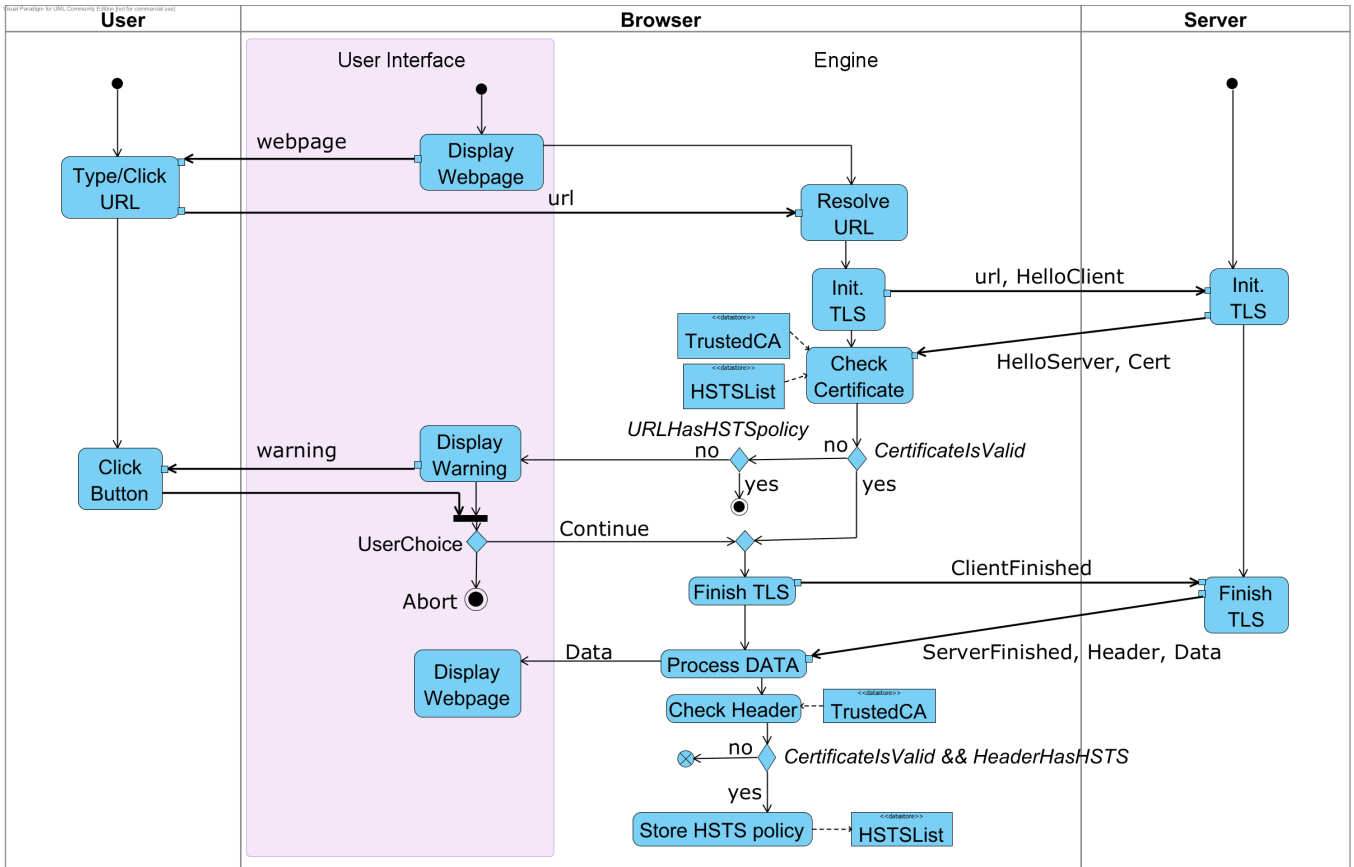 Visual Paradigm for UML Community Edition [not for commercial use]
User
Browser
Server
User Interface
Engine
webpage
Display
Webpage
Type/Click
URL
url
Resolve
URL
Init.
TLS
url, HelloClient
Init.
TLS
<<datastore>>
TrustedCA
<<datastore>>
HSTSList
Check
Certificate
HelloServer, Cert
URLHasHSTSpolicy
no
no
CertificateIsValid
yes
yes
Display
Warning
warning
Click
Button
UserChoice
Continue
Abort
Finish TLS
ClientFinished
Finish
TLS
ServerFinished, Header, Data
Process DATA
Data
Display
Webpage
Check Header
<<datastore>>
TrustedCA
no
CertificateIsValid && HeaderHasHSTS
yes
Store HSTS policy
<<datastore>>
HSTSList